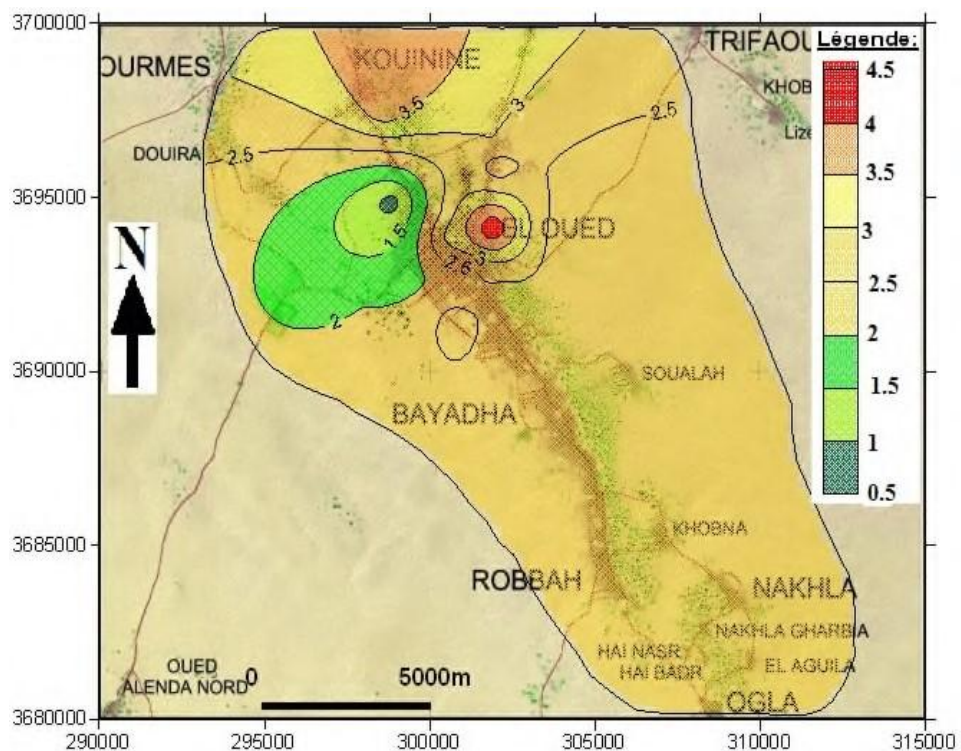 3700000
3695000
3690000
3685000
3680000
290000
295000
300000
305000
310000
315000
OURMES
KOUININE
TRIFAOU
KHOB
Lize
DOUIRA
EL OUED
N
SOUALAH
BAYADHA
KHOBNA
ROBBAH
NAKHLA
NAKHLA GHARBIA
HAI NASR
HAI BADR
EL AGUILA
OGLA
OUED
ALENDA NORD
0
5000m
3.5
3
2.5
2.5
1.5
3
2
Légende:
4.5
4
3.5
3
2.5
2
1.5
1
0.5